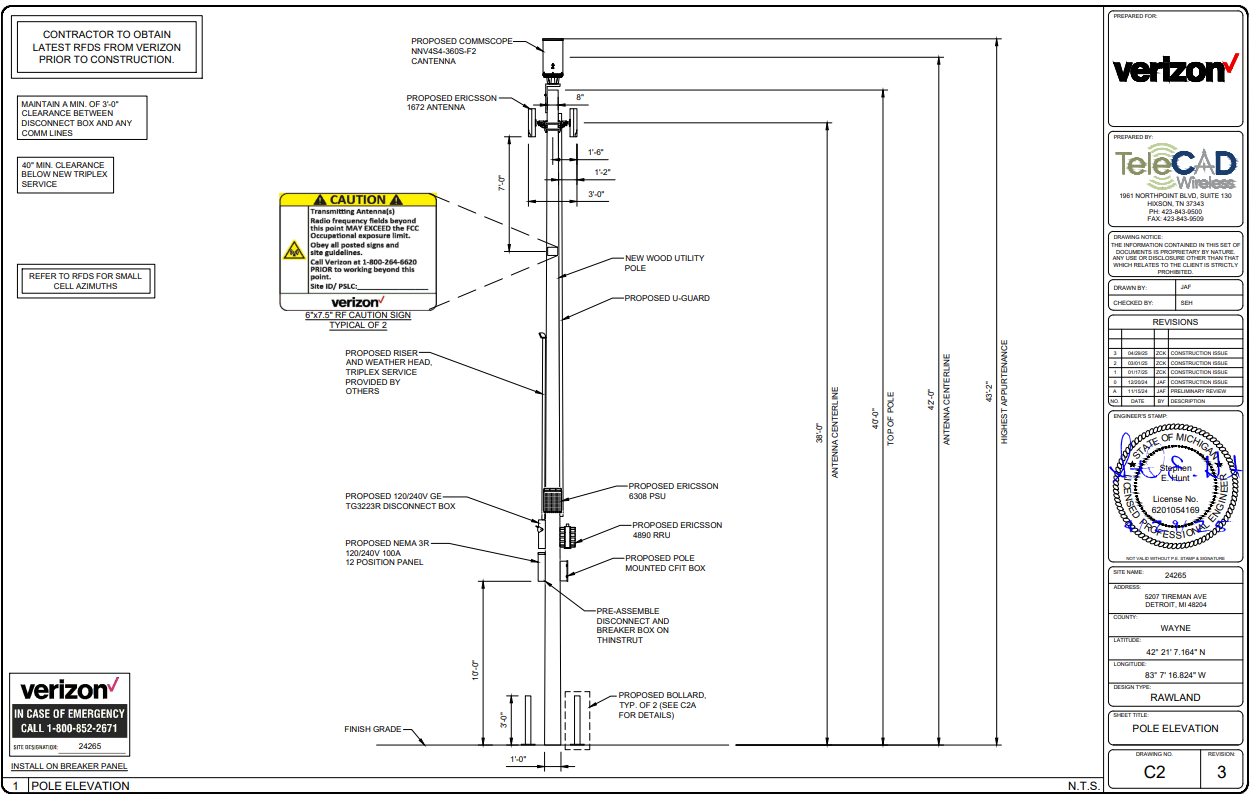 CONTRACTOR TO OBTAIN
LATEST RFDS FROM VERIZON
PRIOR TO CONSTRUCTION.
MAINTAIN A MIN. OF 3'-0"
CLEARANCE BETWEEN
DISCONNECT BOX AND ANY
COMM LINES
40" MIN. CLEARANCE
BELOW NEW TRIPLEX
SERVICE
REFER TO RFDS FOR SMALL
CELL AZIMUTHS
PROPOSED COMMSCOPE
NNV4S4-360S-F2
CANTENNA
PROPOSED ERICSSON
1672 ANTENNA
8"
1'-6"
1'-2"
3'-0"
7'-0"
CAUTION
Transmitting Antenna(s)
Radio frequency fields beyond
this point MAY EXCEED the FCC
Occupational exposure limit.
Obey all posted signs and
site guidelines.
Call Verizon at 1-800-264-6620
PRIOR to working beyond this
point.
Site ID/ PSLC:
verizon
6"x7.5" RF CAUTION SIGN
TYPICAL OF 2
NEW WOOD UTILITY
POLE
PROPOSED U-GUARD
PROPOSED RISER
AND WEATHER HEAD,
TRIPLEX SERVICE
PROVIDED BY
OTHERS
38'-0"
ANTENNA CENTERLINE
40'-0"
TOP OF POLE
42'-0"
ANTENNA CENTERLINE
43'-2"
HIGHEST APPURTENANCE
PROPOSED ERICSSON
6308 PSU
PROPOSED 120/240V GE
TG3223R DISCONNECT BOX
PROPOSED ERICSSON
4890 RRU
PROPOSED NEMA 3R
120/240V 100A
12 POSITION PANEL
PROPOSED POLE
MOUNTED CFIT BOX
PRE-ASSEMBLE
DISCONNECT AND
BREAKER BOX ON
THINSTRUT
10'-0"
3'-0"
PROPOSED BOLLARD,
TYP. OF 2 (SEE C2A
FOR DETAILS)
FINISH GRADE
1'-0"
verizon
IN CASE OF EMERGENCY
CALL 1-800-852-2671
SITE DESIGNATION: 24265
INSTALL ON BREAKER PANEL
1 POLE ELEVATION
N.T.S.
PREPARED FOR:
verizon
PREPARED BY:
TeleCAD
Wireless
1961 NORTHPOINT BLVD, SUITE 130
HIXSON, TN 37343
PH: 423-843-9500
FAX: 423-843-9509
DRAWING NOTICE:
THE INFORMATION CONTAINED IN THIS SET OF
DOCUMENTS IS PROPRIETARY BY NATURE.
ANY USE OR DISCLOSURE OTHER THAN THAT
WHICH RELATES TO THE CLIENT IS STRICTLY
PROHIBITED.
DRAWN BY: JAF
CHECKED BY: SEH
REVISIONS
3 04/29/25 ZCK CONSTRUCTION ISSUE
2 03/01/25 ZCK CONSTRUCTION ISSUE
1 01/17/25 ZCK CONSTRUCTION ISSUE
0 12/20/24 JAF CONSTRUCTION ISSUE
A 11/15/24 JAF PRELIMINARY REVIEW
NO. DATE BY DESCRIPTION
ENGINEER'S STAMP:
STATE OF MICHIGAN
Stephen
E. Hunt
License No.
6201054169
LICENSED PROFESSIONAL ENGINEER
NOT VALID WITHOUT P.E. STAMP & SIGNATURE
SITE NAME:
24265
ADDRESS:
5207 TIREMAN AVE
DETROIT, MI 48204
COUNTY:
WAYNE
LATITUDE:
42° 21' 7.164" N
LONGITUDE:
83° 7' 16.824" W
DESIGN TYPE:
RAWLAND
SHEET TITLE:
POLE ELEVATION
DRAWING NO.
C2
REVISION:
3